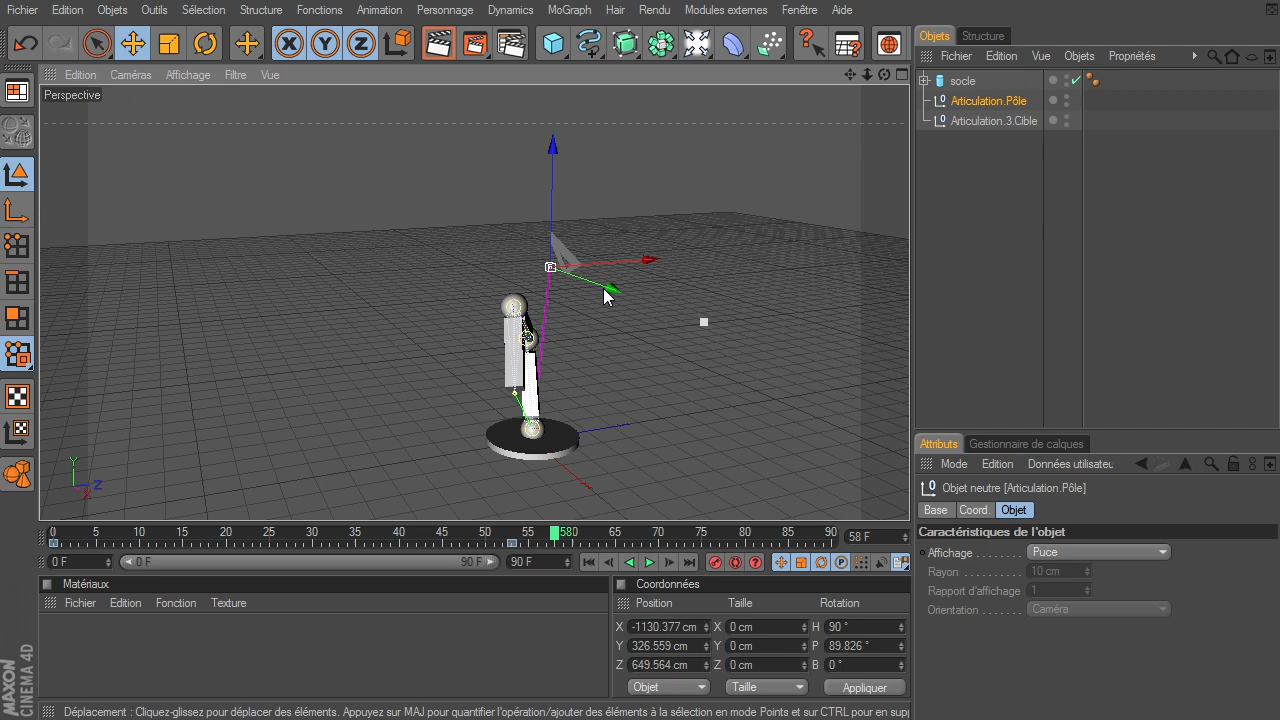 Fichier Edition Objets Outils Sélection Structure Fonctions Animation Personnage Dynamics MoGraph Hair Rendu Modules externes Fenêtre Aide
Objets Structure
Fichier Edition Vue Objets Propriétés
Edition Caméras Affichage Filtre Vue
Perspective
socle
Articulation.Pôle
Articulation.3.Cible
Attributs Gestionnaire de calques
Mode Edition Données utilisateu
Objet neutre [Articulation.Pôle]
Base Coord. Objet
Caractéristiques de l'objet
Affichage Puce
Rayon 10 cm
Rapport d'affichage 1
Orientation Caméra
Y
Z
X
0 5 10 15 20 25 30 35 40 45 50 55 580 65 70 75 80 85 90 58 F
0 F 0 F 90 F 90 F
Matériaux
Fichier Edition Fonction Texture
Coordonnées
Position Taille Rotation
X -1130.377 cm X 0 cm H 90 °
Y 326.559 cm Y 0 cm P 89.826 °
Z 649.564 cm Z 0 cm B 0 °
Objet Taille Appliquer
MAXON
CINEMA 4D
Déplacement : Cliquez-glissez pour déplacer des éléments. Appuyez sur MAJ pour quantifier l'opération/ajouter des éléments à la sélection en mode Points et sur CTRL pour en supp